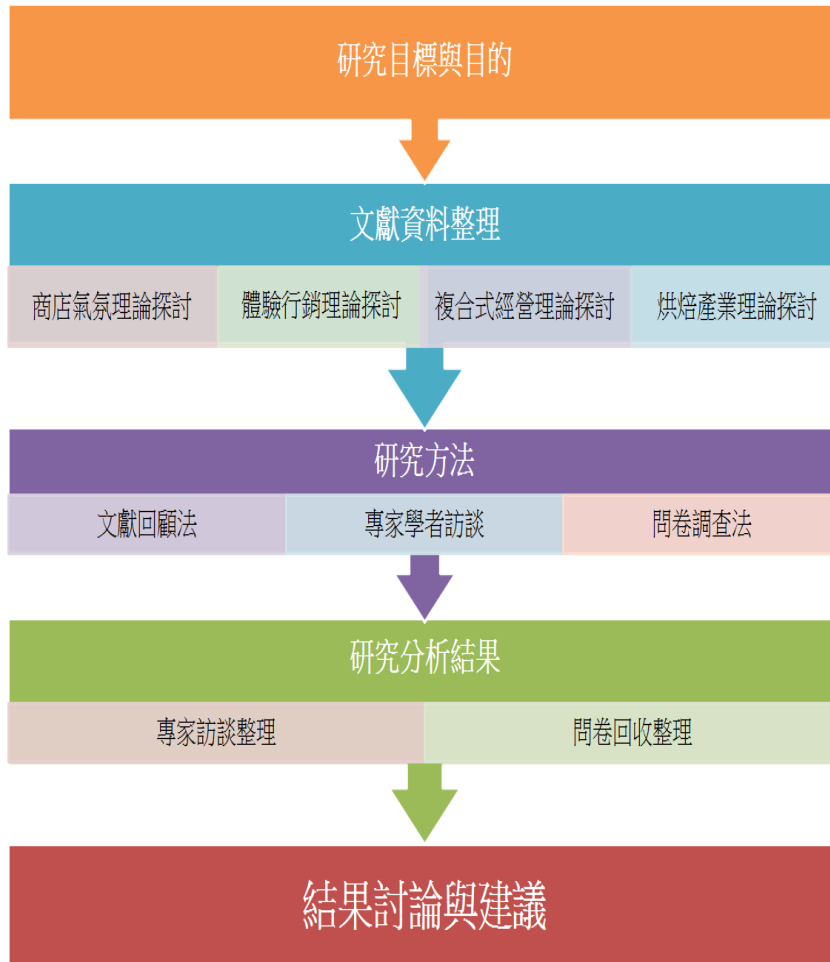 研究目標與目的
文獻資料整理
商店氣氛理論探討 體驗行銷理論探討 複合式經營理論探討 烘焙產業理論探討
研究方法
文獻回顧法 專家學者訪談 問卷調查法
研究分析結果
專家訪談整理 問卷回收整理
結果討論與建議